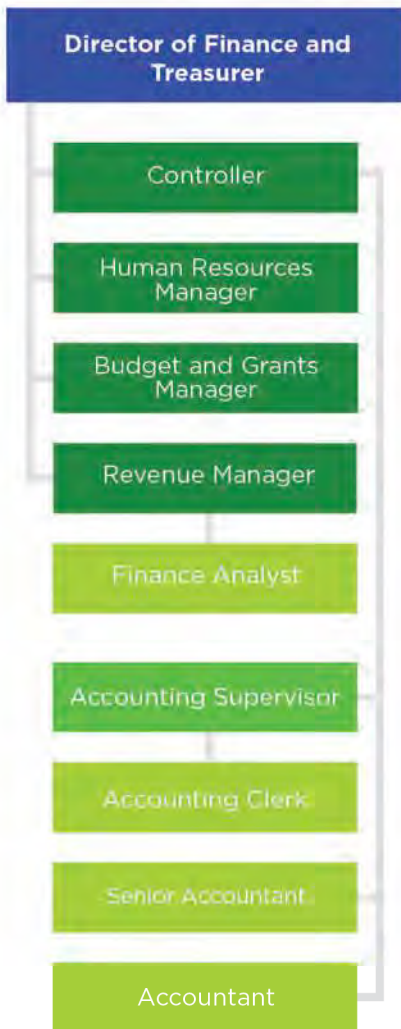 Director of Finance and
Treasurer
Controller
Human Resources
Manager
Budget and Grants
Manager
Revenue Manager
Finance Analyst
Accounting Supervisor
Accounting Clerk
Senior Accountant
Accountant